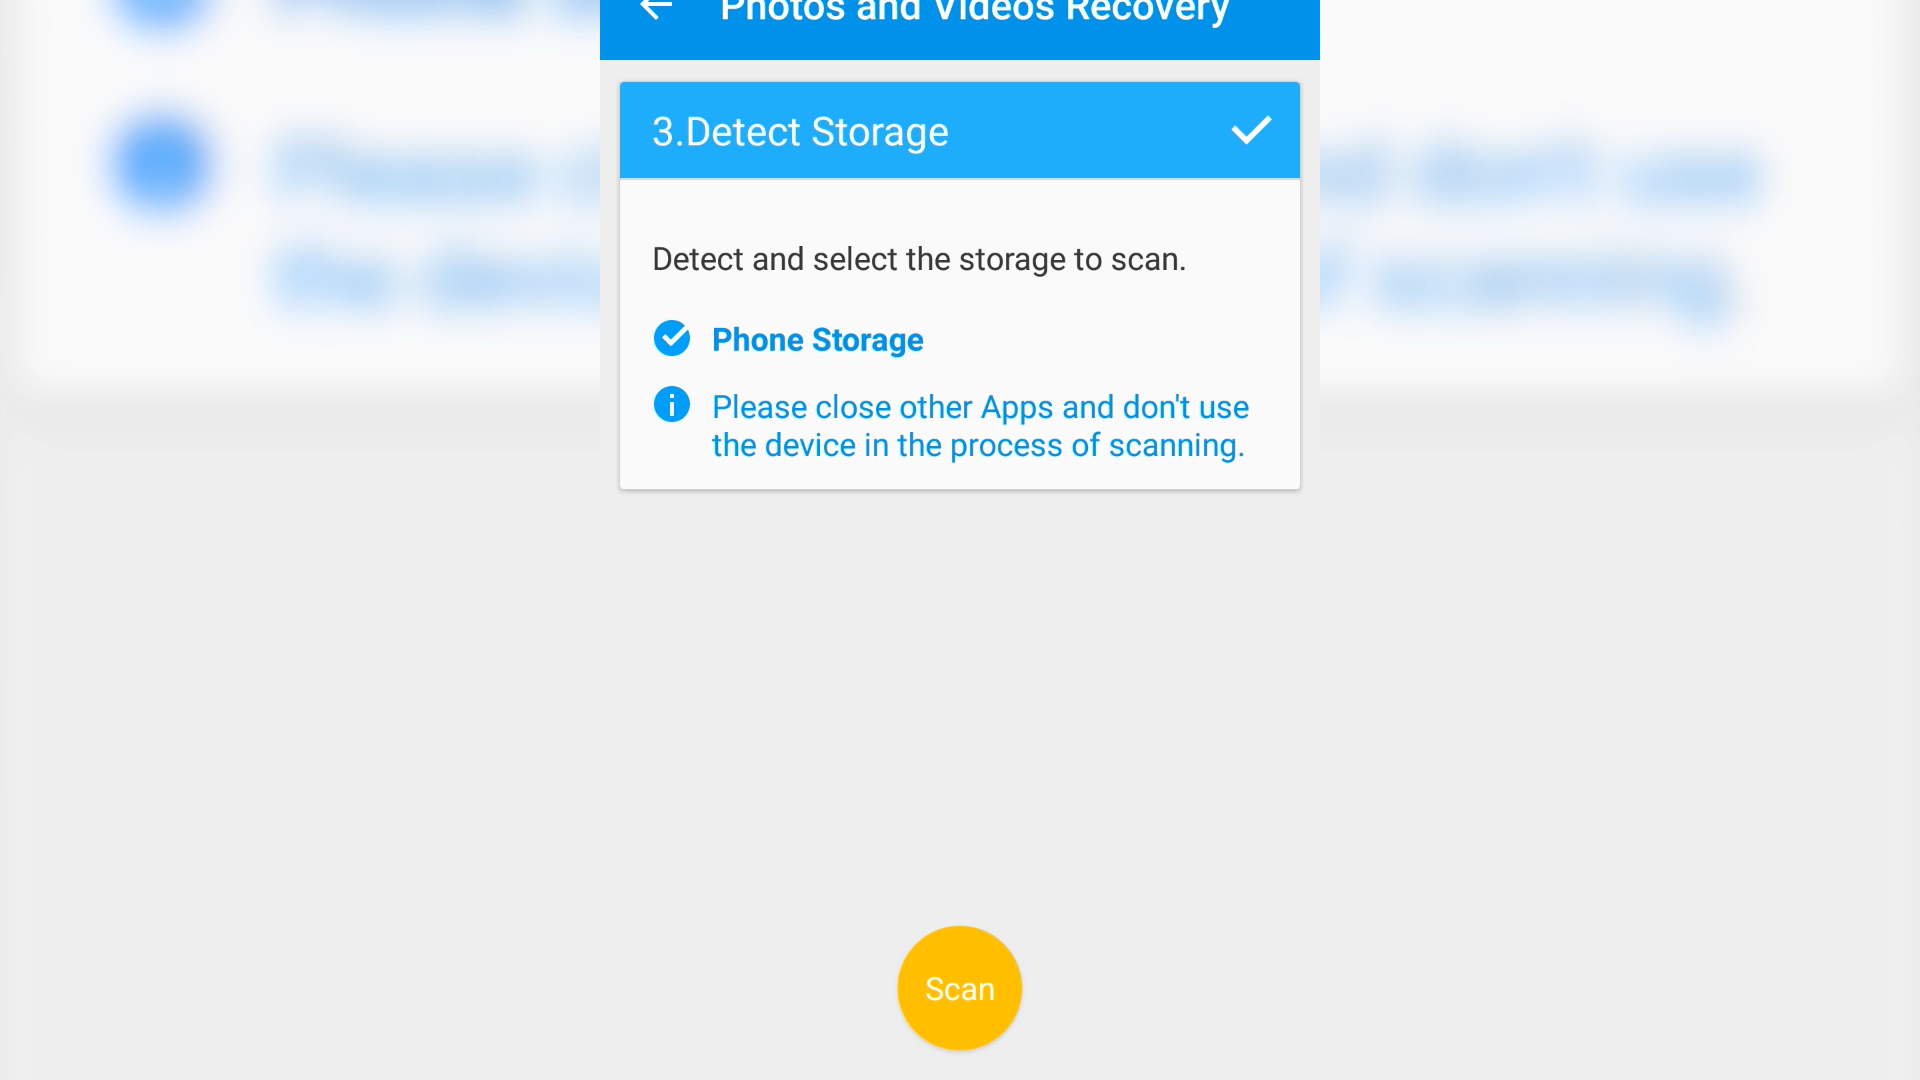 Photos and Videos Recovery
3.Detect Storage
Detect and select the storage to scan.
Phone Storage
Please close other Apps and don't use
the device in the process of scanning.
Scan